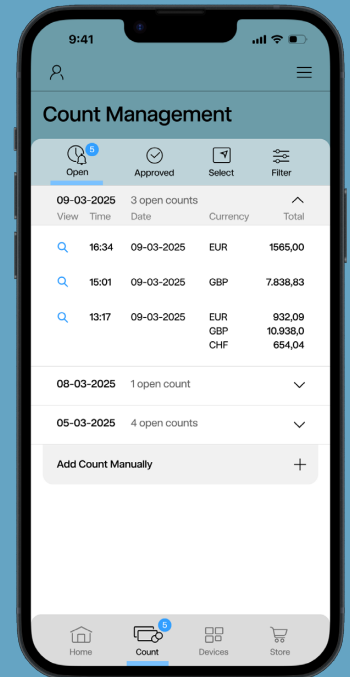 9:41
Count Management
5
Open Approved Select Filter
09-03-2025 3 open counts
View Time Date Currency Total
16:34 09-03-2025 EUR 1565,00
15:01 09-03-2025 GBP 7.838,83
13:17 09-03-2025 EUR 932,09
GBP 10.938,0
CHF 654,04
08-03-2025 1 open count
05-03-2025 4 open counts
Add Count Manually
5
Home Count Devices Store